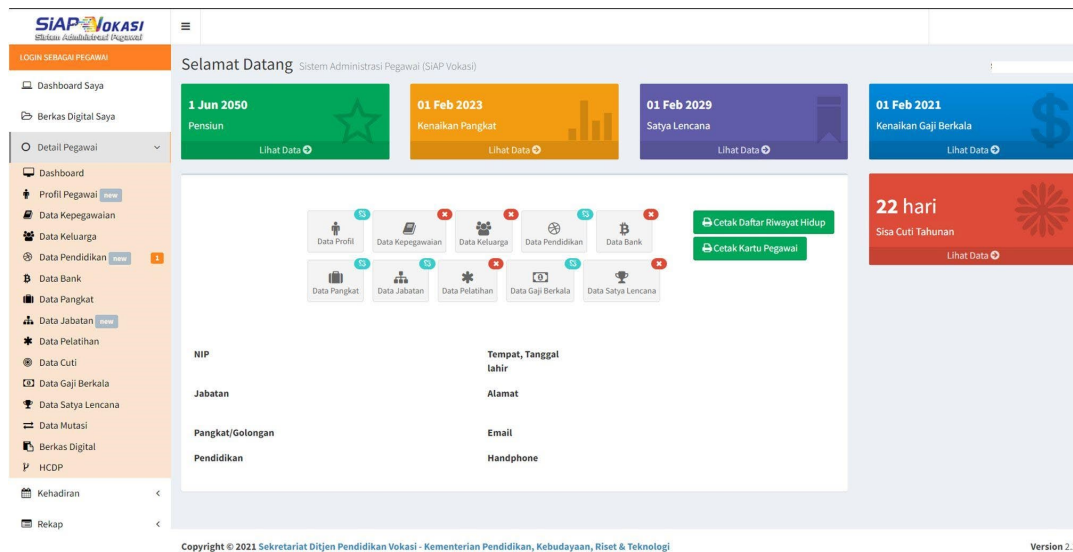 SiAP VOKASI
Sistem Administrasi Pegawai
LOGIN SEBAGAI PEGAWAI
Dashboard Saya
Berkas Digital Saya
Detail Pegawai
Dashboard
Profil Pegawai new
Data Kepegawaian
Data Keluarga
Data Pendidikan new 1
Data Bank
Data Pangkat
Data Jabatan new
Data Pelatihan
Data Cuti
Data Gaji Berkala
Data Satya Lencana
Data Mutasi
Berkas Digital
HCDP
Kehadiran
Rekap
Selamat Datang Sistem Administrasi Pegawai (SiAP Vokasi)
1 Jun 2050
Pensiun
Lihat Data
01 Feb 2023
Kenaikan Pangkat
Lihat Data
01 Feb 2029
Satya Lencana
Lihat Data
01 Feb 2021
Kenaikan Gaji Berkala
Lihat Data
22 hari
Sisa Cuti Tahunan
Lihat Data
Data Profil
Data Kepegawaian
Data Keluarga
Data Pendidikan
Data Bank
Data Pangkat
Data Jabatan
Data Pelatihan
Data Gaji Berkala
Data Satya Lencana
Cetak Daftar Riwayat Hidup
Cetak Kartu Pegawai
NIP
Jabatan
Pangkat/Golongan
Pendidikan
Tempat, Tanggal
lahir
Alamat
Email
Handphone
Copyright © 2021 Sekretariat Ditjen Pendidikan Vokasi - Kementerian Pendidikan, Kebudayaan, Riset & Teknologi
Version 2.